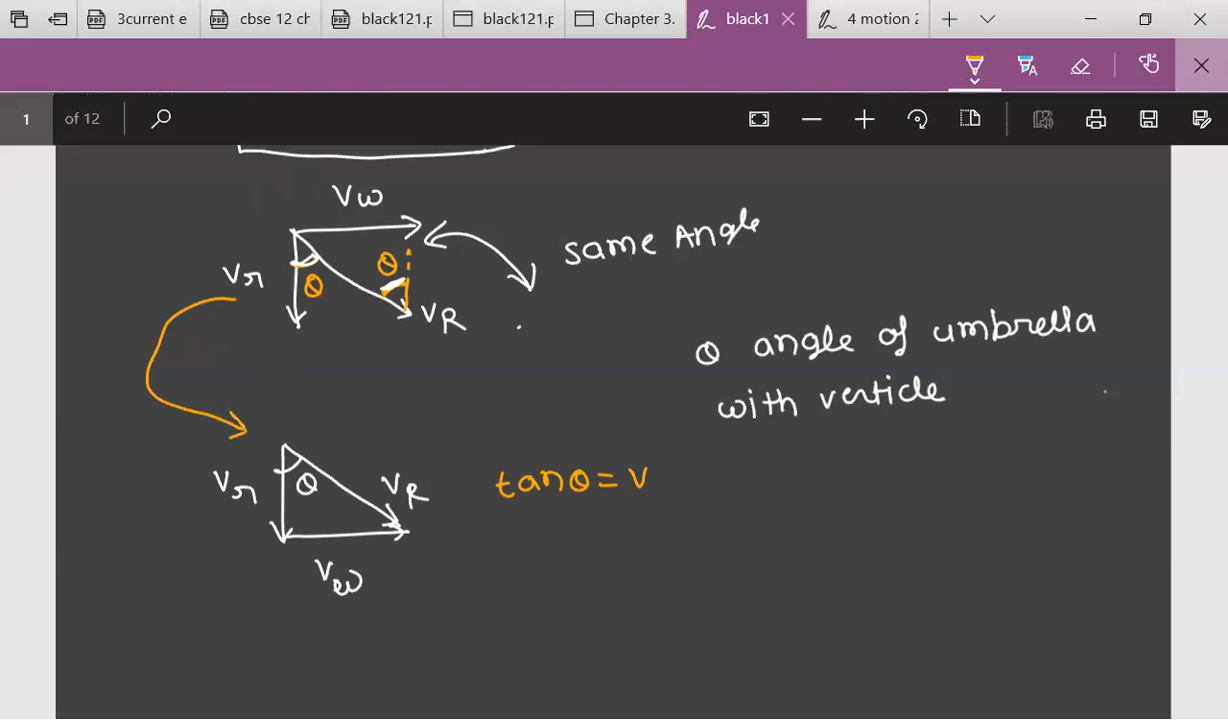 3current e
cbse 12 ch
black121.p
black121.p
Chapter 3.
black1
4 motion 2
1 of 12
Vω
same Angle
Vr
θ
θ
VR
θ angle of umbrella
with verticle
Vr
θ
VR
tanθ = V
Vω